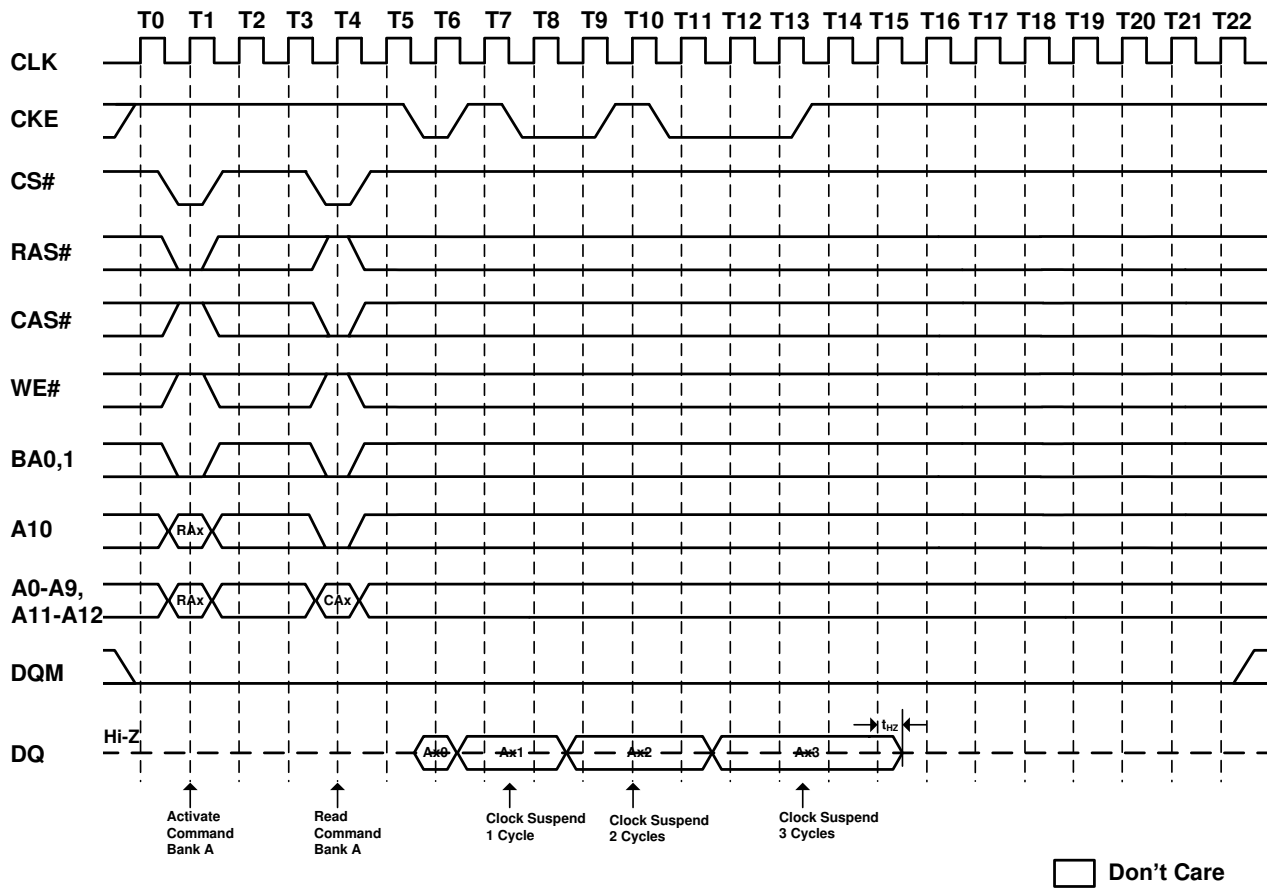 T0 T1 T2 T3 T4 T5 T6 T7 T8 T9 T10 T11 T12 T13 T14 T15 T16 T17 T18 T19 T20 T21 T22
CLK
CKE
CS#
RAS#
CAS#
WE#
BA0,1
A10
RAx
A0-A9,
A11-A12
RAx CAx
DQM
Hi-Z
tHZ
DQ
Ax0 Ax1 Ax2 Ax3
Activate
Command
Bank A
Read
Command
Bank A
Clock Suspend
1 Cycle
Clock Suspend
2 Cycles
Clock Suspend
3 Cycles
Don't Care